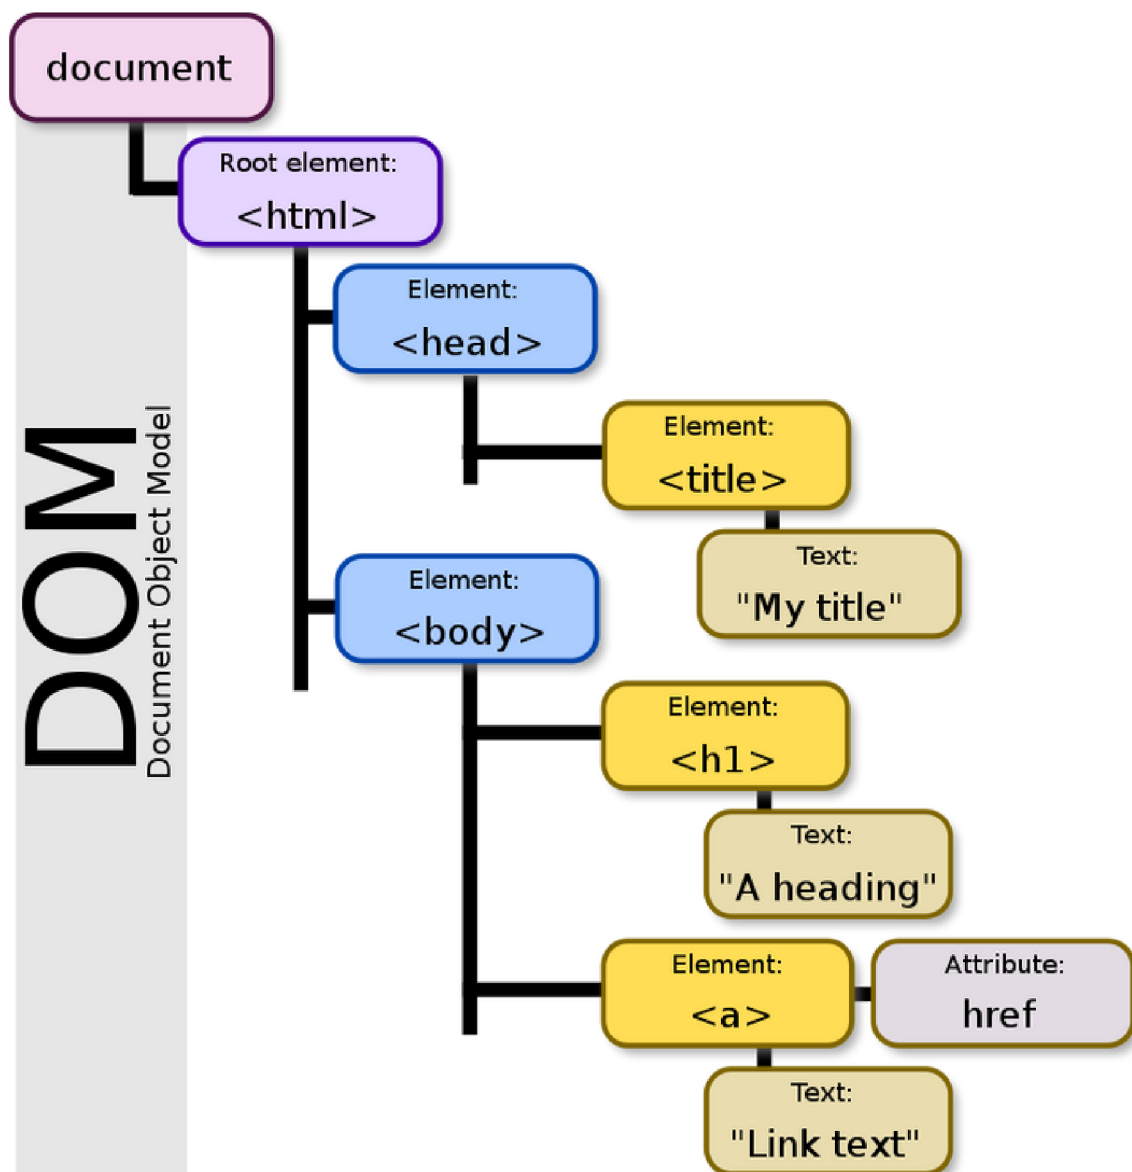 document
Root element:
<html>
Element:
<head>
Element:
<title>
Text:
"My title"
Element:
<body>
Element:
<h1>
Text:
"A heading"
Element:
<a>
Attribute:
href
Text:
"Link text"
DOM
Document Object Model